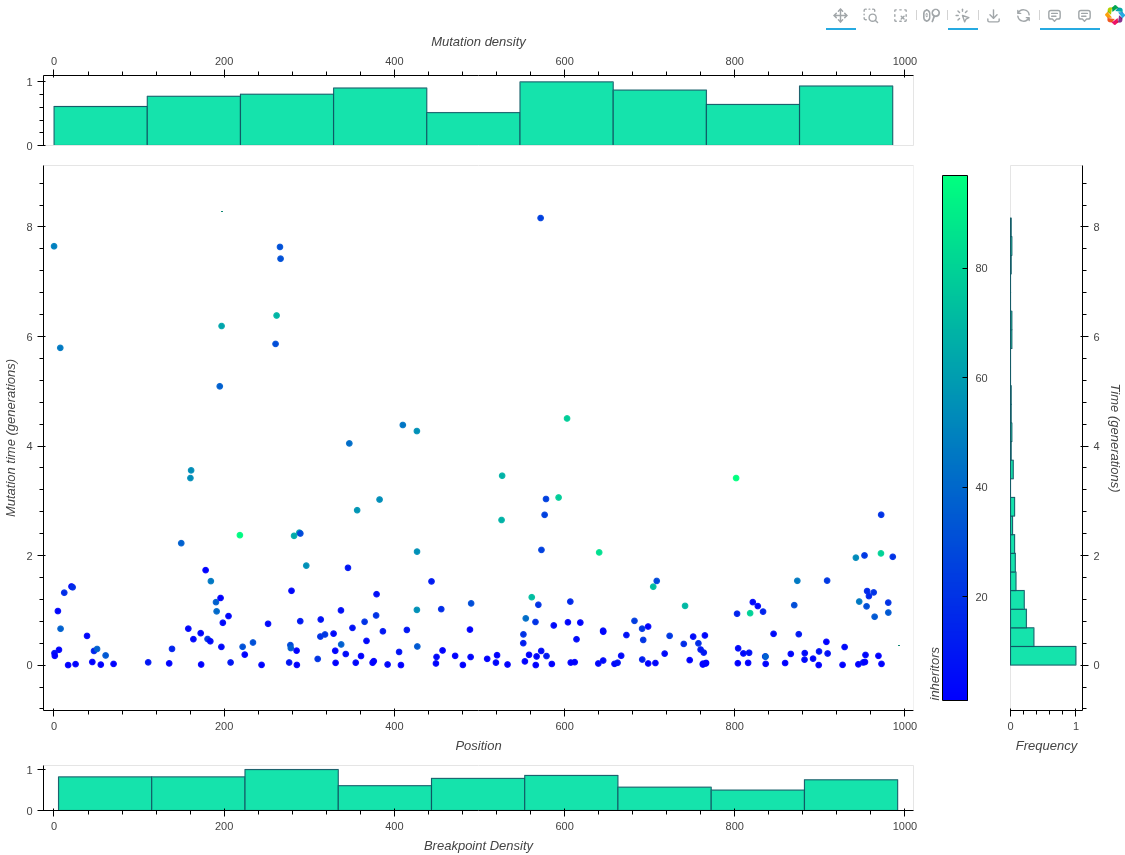 Mutation density
0 200 400 600 800 1000
1
0
8
6
4
2
0
Mutation time (generations)
0 200 400 600 800 1000
Position
80
60
40
20
inheritors
8
6
4
2
0
Time (generations)
0 1
Frequency
1
0
0 200 400 600 800 1000
Breakpoint Density